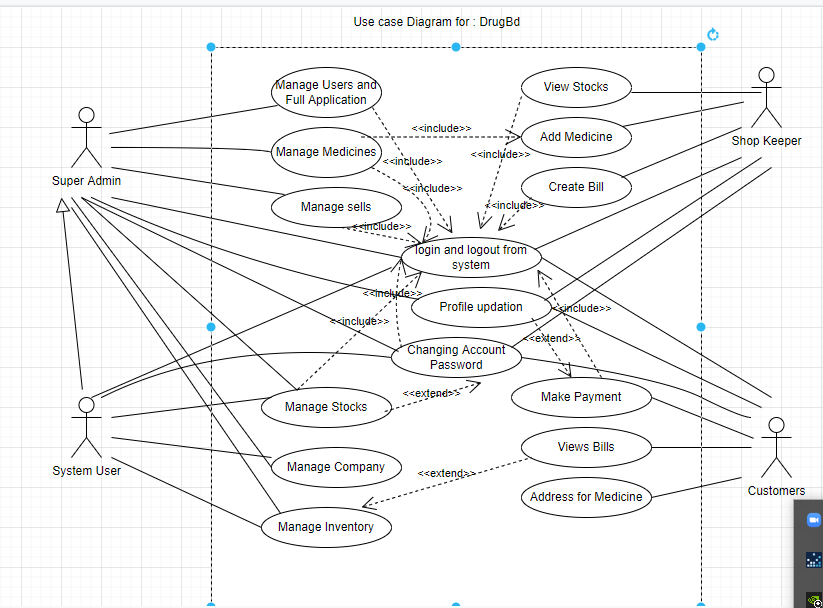 Use case Diagram for : DrugBd
Manage Users and
Full Application
View Stocks
<<include>>
Add Medicine
Shop Keeper
Manage Medicines
<<include>>
<<include>>
Super Admin
<<include>>
Create Bill
Manage sells
<<include>>
<<include>>
login and logout from
system
<<include>>
Profile updation
<<include>>
<<include>>
<<extend>>
Changing Account
Password
<<extend>>
Make Payment
Manage Stocks
Views Bills
System User
Manage Company
<<extend>>
Customers
Address for Medicine
Manage Inventory